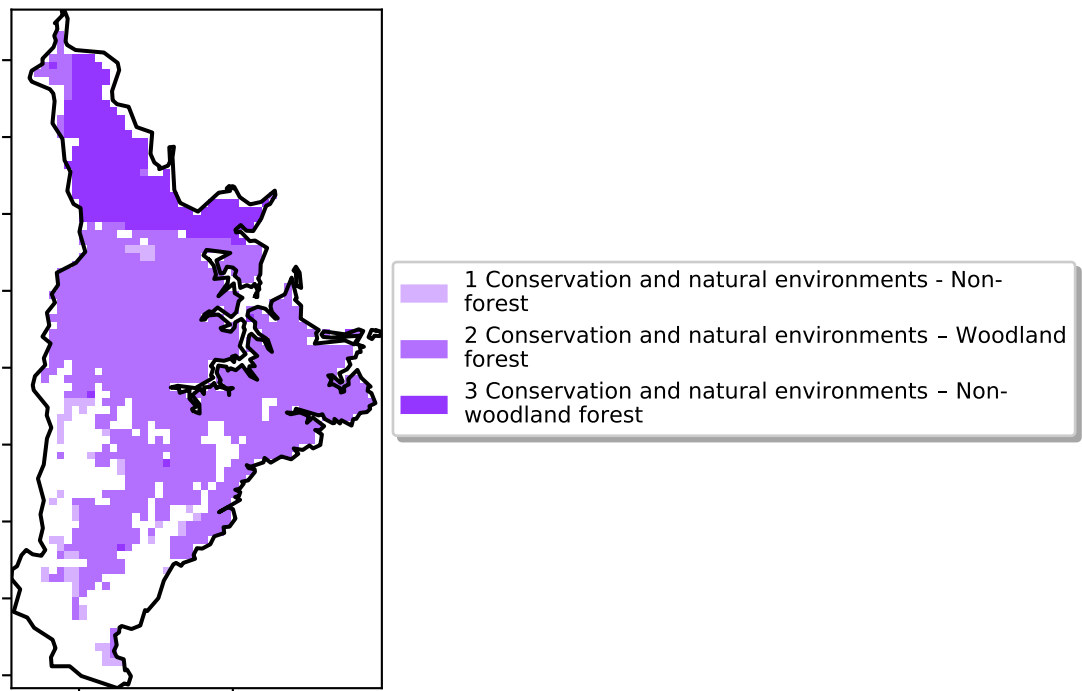 1 Conservation and natural environments - Non-
forest
2 Conservation and natural environments – Woodland
forest
3 Conservation and natural environments – Non-
woodland forest